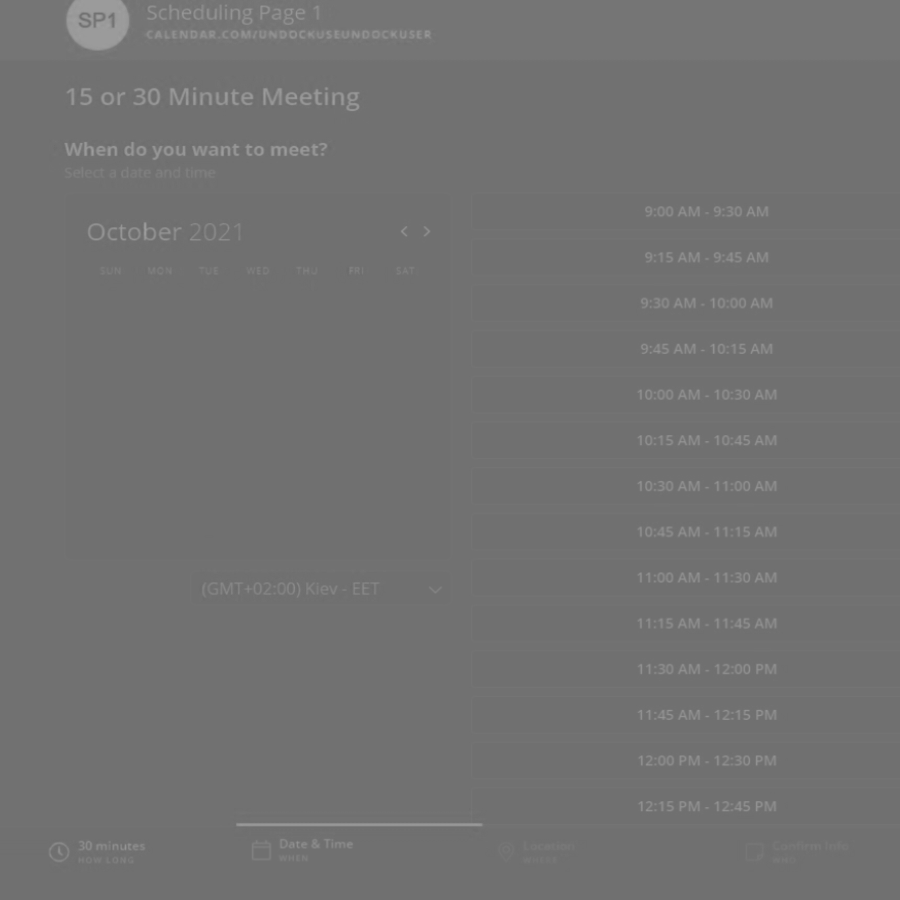 SP1
Scheduling Page 1
CALENDAR.COM/UNDOCKUSEUNDOCKUSER
15 or 30 Minute Meeting
When do you want to meet?
Select a date and time
October 2021
SUN MON TUE WED THU FRI SAT
(GMT+02:00) Kiev - EET
9:00 AM - 9:30 AM
9:15 AM - 9:45 AM
9:30 AM - 10:00 AM
9:45 AM - 10:15 AM
10:00 AM - 10:30 AM
10:15 AM - 10:45 AM
10:30 AM - 11:00 AM
10:45 AM - 11:15 AM
11:00 AM - 11:30 AM
11:15 AM - 11:45 AM
11:30 AM - 12:00 PM
11:45 AM - 12:15 PM
12:00 PM - 12:30 PM
12:15 PM - 12:45 PM
30 minutes
HOW LONG
Date & Time
WHEN
Location
WHERE
Confirm Info
WHO